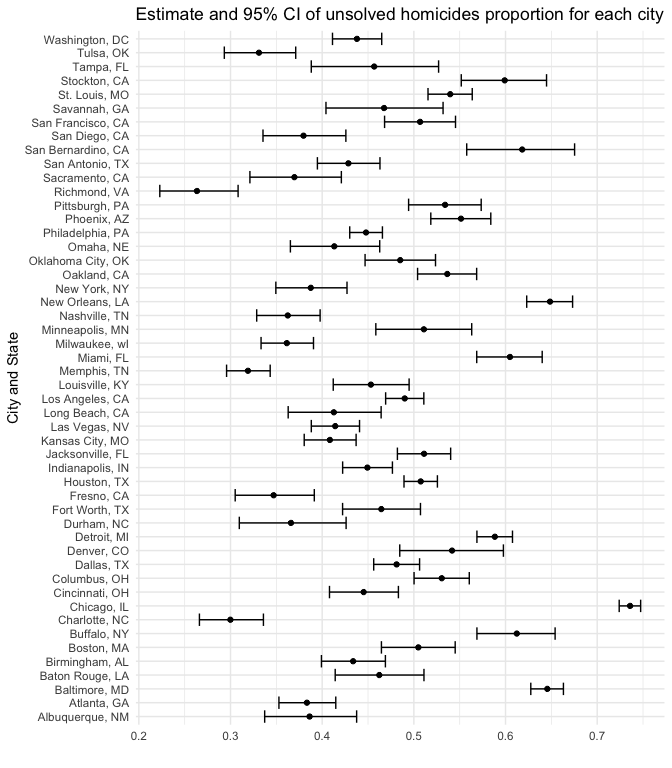 Estimate and 95% CI of unsolved homicides proportion for each city
City and State
Washington, DC
Tulsa, OK
Tampa, FL
Stockton, CA
St. Louis, MO
Savannah, GA
San Francisco, CA
San Diego, CA
San Bernardino, CA
San Antonio, TX
Sacramento, CA
Richmond, VA
Pittsburgh, PA
Phoenix, AZ
Philadelphia, PA
Omaha, NE
Oklahoma City, OK
Oakland, CA
New York, NY
New Orleans, LA
Nashville, TN
Minneapolis, MN
Milwaukee, wI
Miami, FL
Memphis, TN
Louisville, KY
Los Angeles, CA
Long Beach, CA
Las Vegas, NV
Kansas City, MO
Jacksonville, FL
Indianapolis, IN
Houston, TX
Fresno, CA
Fort Worth, TX
Durham, NC
Detroit, MI
Denver, CO
Dallas, TX
Columbus, OH
Cincinnati, OH
Chicago, IL
Charlotte, NC
Buffalo, NY
Boston, MA
Birmingham, AL
Baton Rouge, LA
Baltimore, MD
Atlanta, GA
Albuquerque, NM
0.2 0.3 0.4 0.5 0.6 0.7